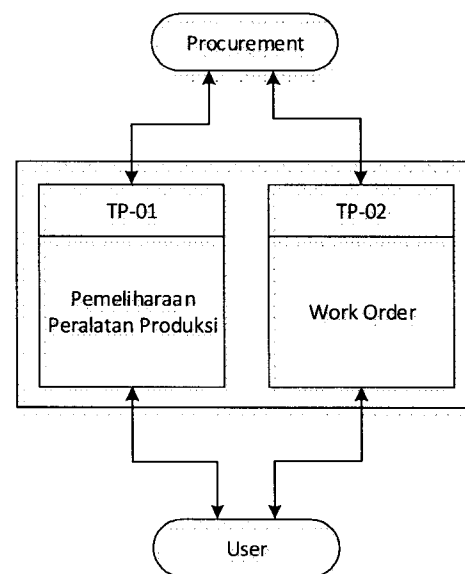 Procurement
TP-01
TP-02
Pemeliharaan
Peralatan Produksi
Work Order
User